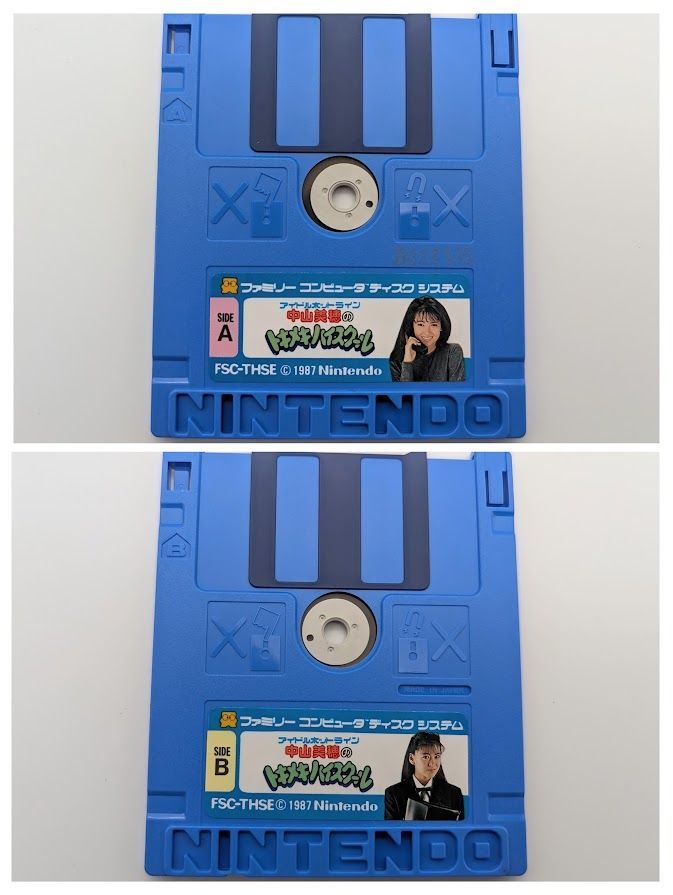 A
ファミリー コンピュータ ディスク システム
アイドルホットライン
SIDE
A
中山美穂の
トキメキハイスクール
FSC-THSE © 1987 Nintendo
NINTENDO
B
MADE IN JAPAN
ファミリー コンピュータ ディスク システム
アイドルホットライン
SIDE
B
中山美穂の
トキメキハイスクール
FSC-THSE © 1987 Nintendo
NINTENDO